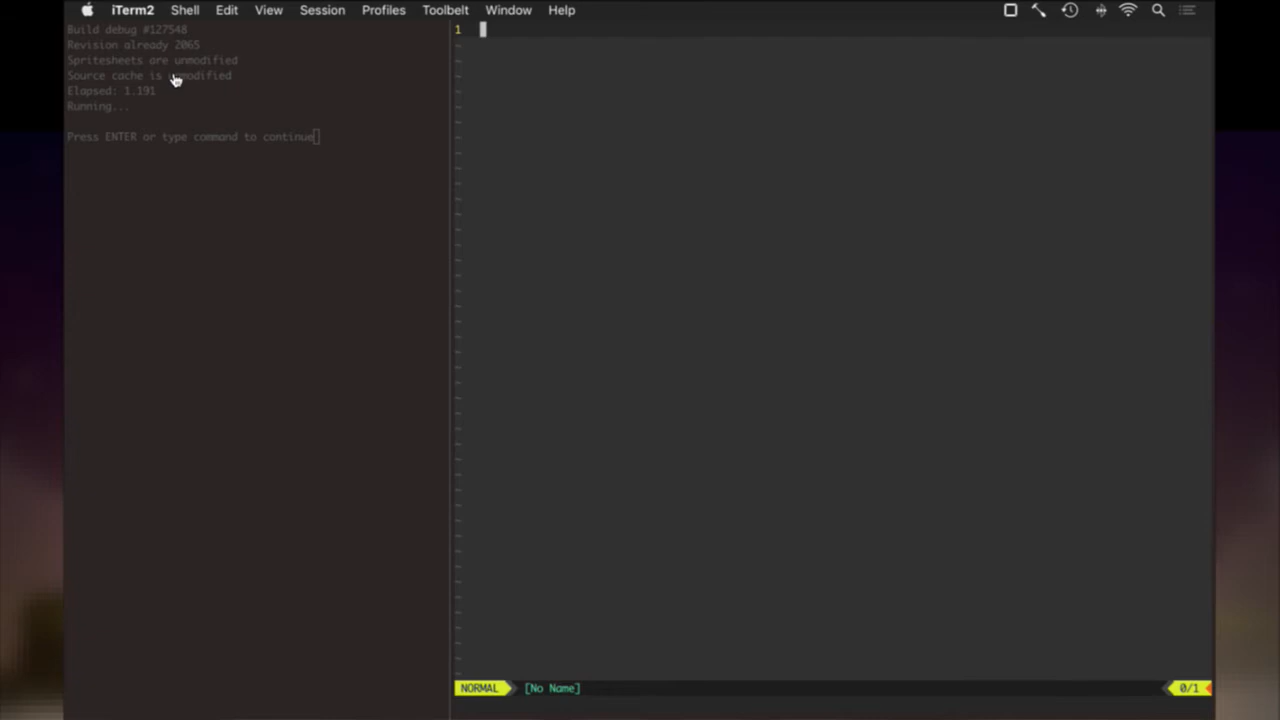 iTerm2 Shell Edit View Session Profiles Toolbelt Window Help
Build debug #127548
Revision already 2065
Spritesheets are unmodified
Source cache is unmodified
Elapsed: 1.191
Running...
Press ENTER or type command to continue
1
NORMAL [No Name] 0/1